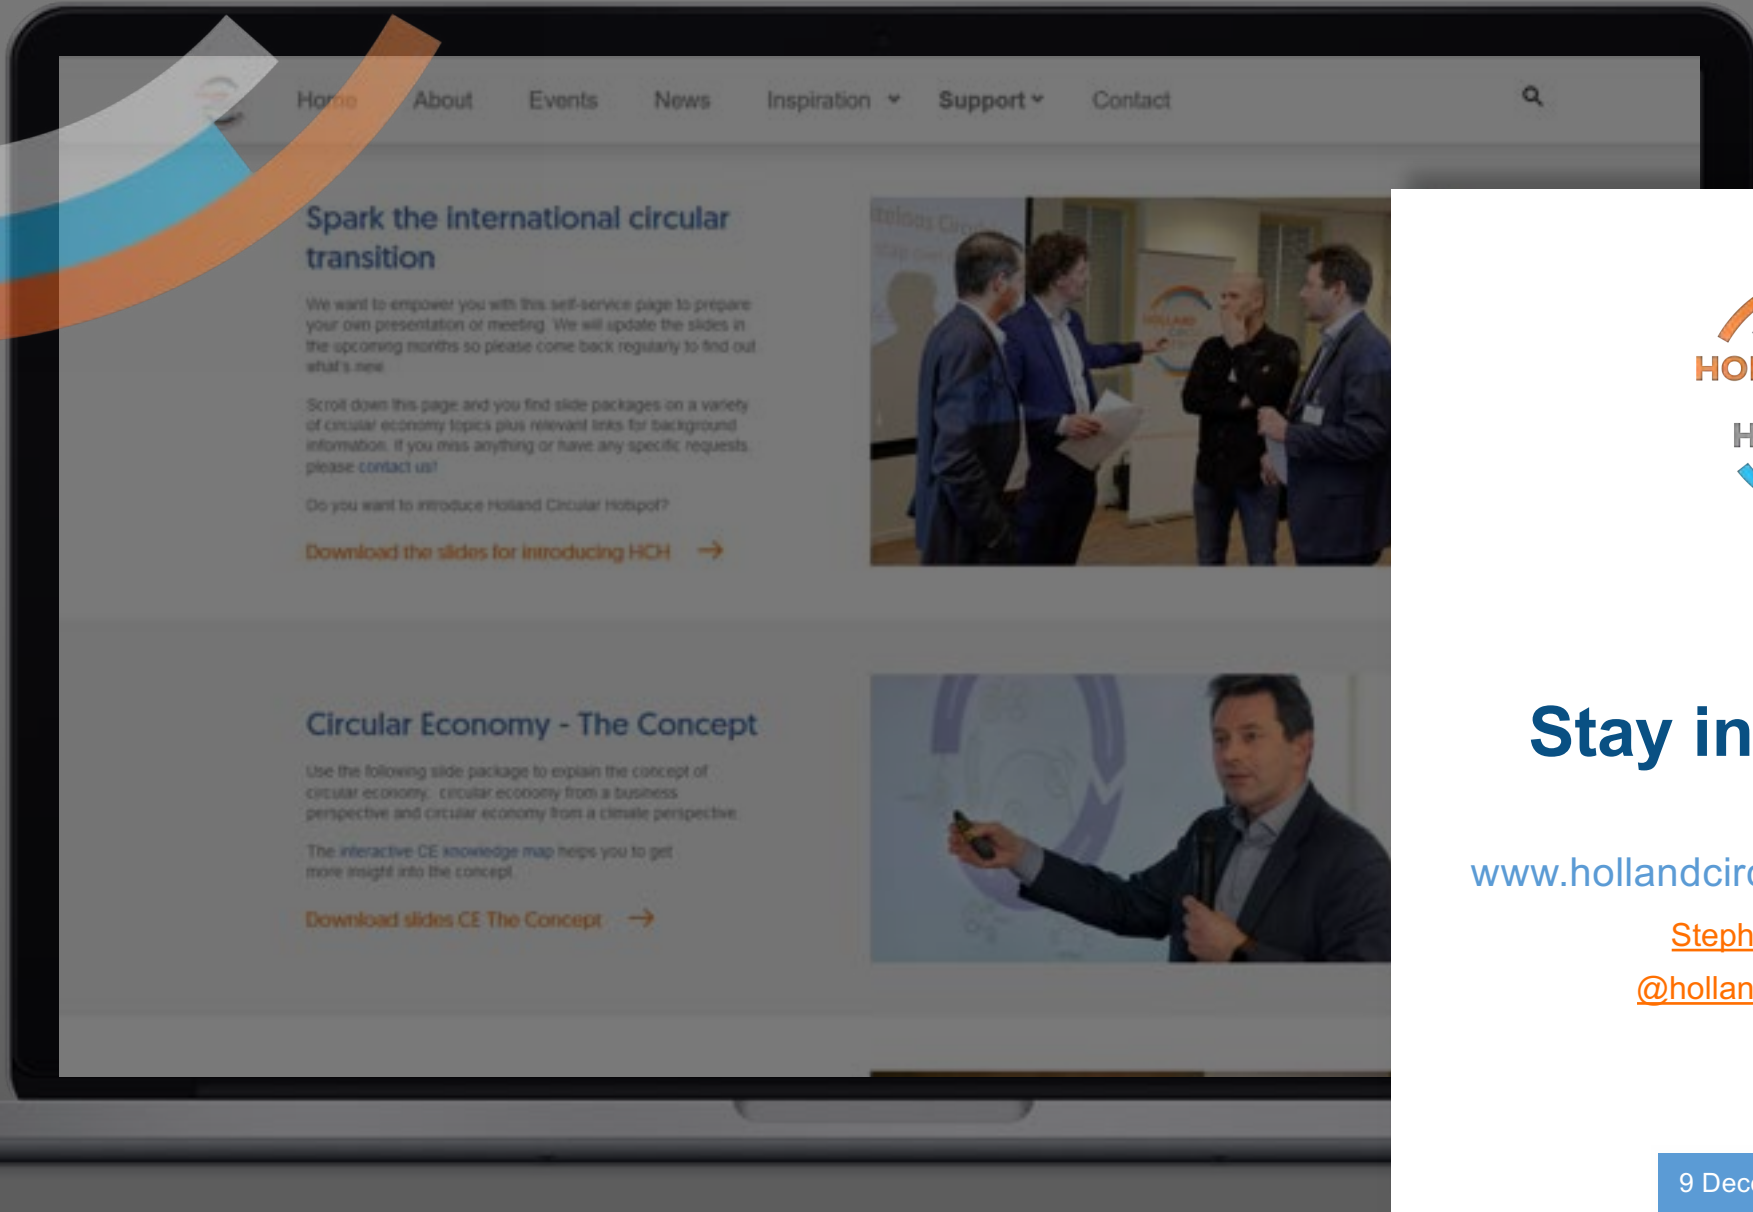 Home About Events News Inspiration Support Contact
Spark the international circular
transition
We want to empower you with this self-service page to prepare
your own presentation or meeting. We will update the slides in
the upcoming months so please come back regularly to find out
what's new
Scroll down this page and you find slide packages on a variety
of circular economy topics plus relevant links for background
information. If you miss anything or have any specific requests
please contact us!
Do you want to introduce Holland Circular Hotspot?
Download the slides for introducing HCH →
HOLLAND
Circular Economy - The Concept
Use the following slide package to explain the concept of
circular economy, circular economy from a business
perspective and circular economy from a climate perspective
The interactive CE knowledge map helps you to get
more insight into the concept
Download slides CE The Concept →
HO
H
Stay in
www.hollandcirc
Steph
@hollan
9 Dec